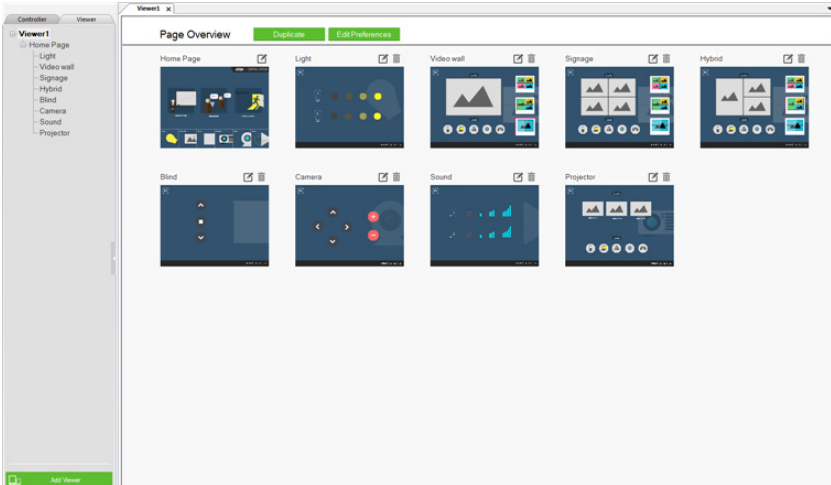 Viewer1 x
Controller Viewer
Viewer1
Home Page
Light
Video wall
Signage
Hybrid
Blind
Camera
Sound
Projector
Add Viewer
Page Overview Duplicate Edit Preferences
Home Page Light Video wall Signage Hybrid
Blind Camera Sound Projector